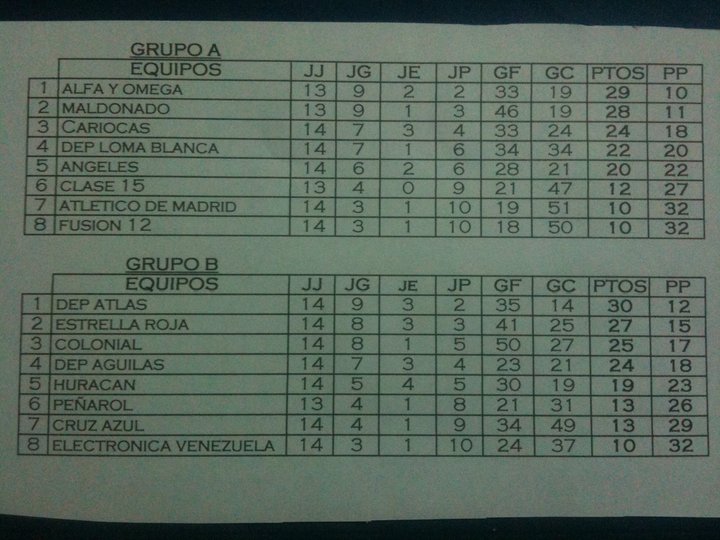 GRUPO A
EQUIPOS JJ JG JE JP GF GC PTOS PP
1 ALFA Y OMEGA 13 9 2 2 33 19 29 10
2 MALDONADO 13 9 1 3 46 19 28 11
3 CARIOCAS 14 7 3 4 33 24 24 18
4 DEP LOMA BLANCA 14 7 1 6 34 34 22 20
5 ANGELES 14 6 2 6 28 21 20 22
6 CLASE 15 13 4 0 9 21 47 12 27
7 ATLETICO DE MADRID 14 3 1 10 19 51 10 32
8 FUSION 12 14 3 1 10 18 50 10 32
GRUPO B
EQUIPOS JJ JG JE JP GF GC PTOS PP
1 DEP ATLAS 14 9 3 2 35 14 30 12
2 ESTRELLA ROJA 14 8 3 3 41 25 27 15
3 COLONIAL 14 8 1 5 50 27 25 17
4 DEP AGUILAS 14 7 3 4 23 21 24 18
5 HURACAN 14 5 4 5 30 19 19 23
6 PEÑAROL 13 4 1 8 21 31 13 26
7 CRUZ AZUL 14 4 1 9 34 49 13 29
8 ELECTRONICA VENEZUELA 14 3 1 10 24 37 10 32